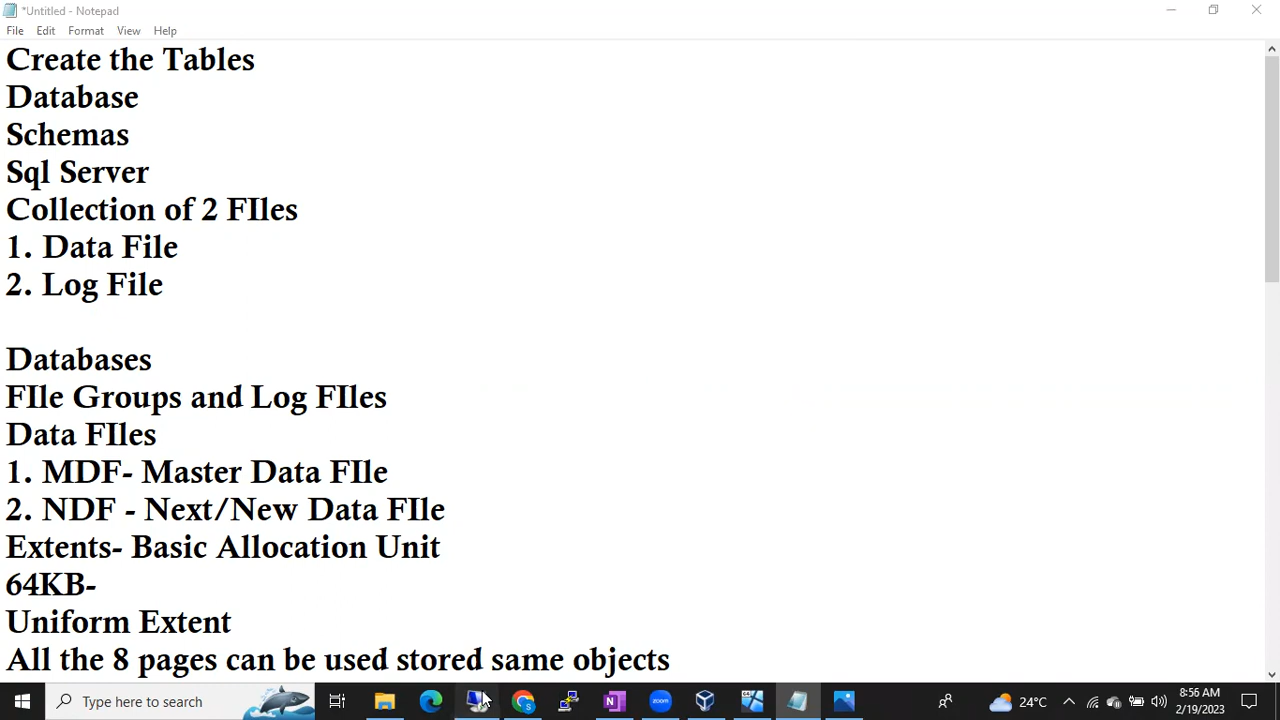 *Untitled - Notepad
File Edit Format View Help
Create the Tables
Database
Schemas
Sql Server
Collection of 2 FIles
1. Data File
2. Log File
Databases
FIle Groups and Log FIles
Data FIles
1. MDF- Master Data FIle
2. NDF - Next/New Data FIle
Extents- Basic Allocation Unit
64KB-
Uniform Extent
All the 8 pages can be used stored same objects
Type here to search
zoom
24°C
8:56 AM
2/19/2023